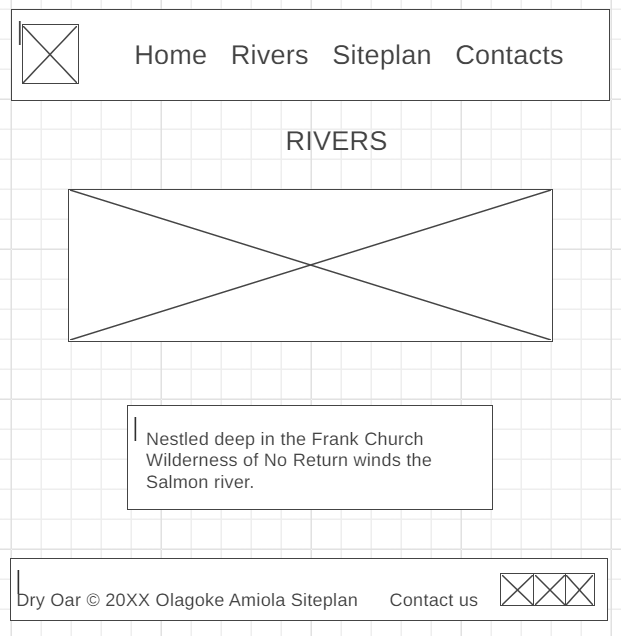 Home Rivers Siteplan Contacts
RIVERS
Nestled deep in the Frank Church
Wilderness of No Return winds the
Salmon river.
Dry Oar © 20XX Olagoke Amiola Siteplan Contact us